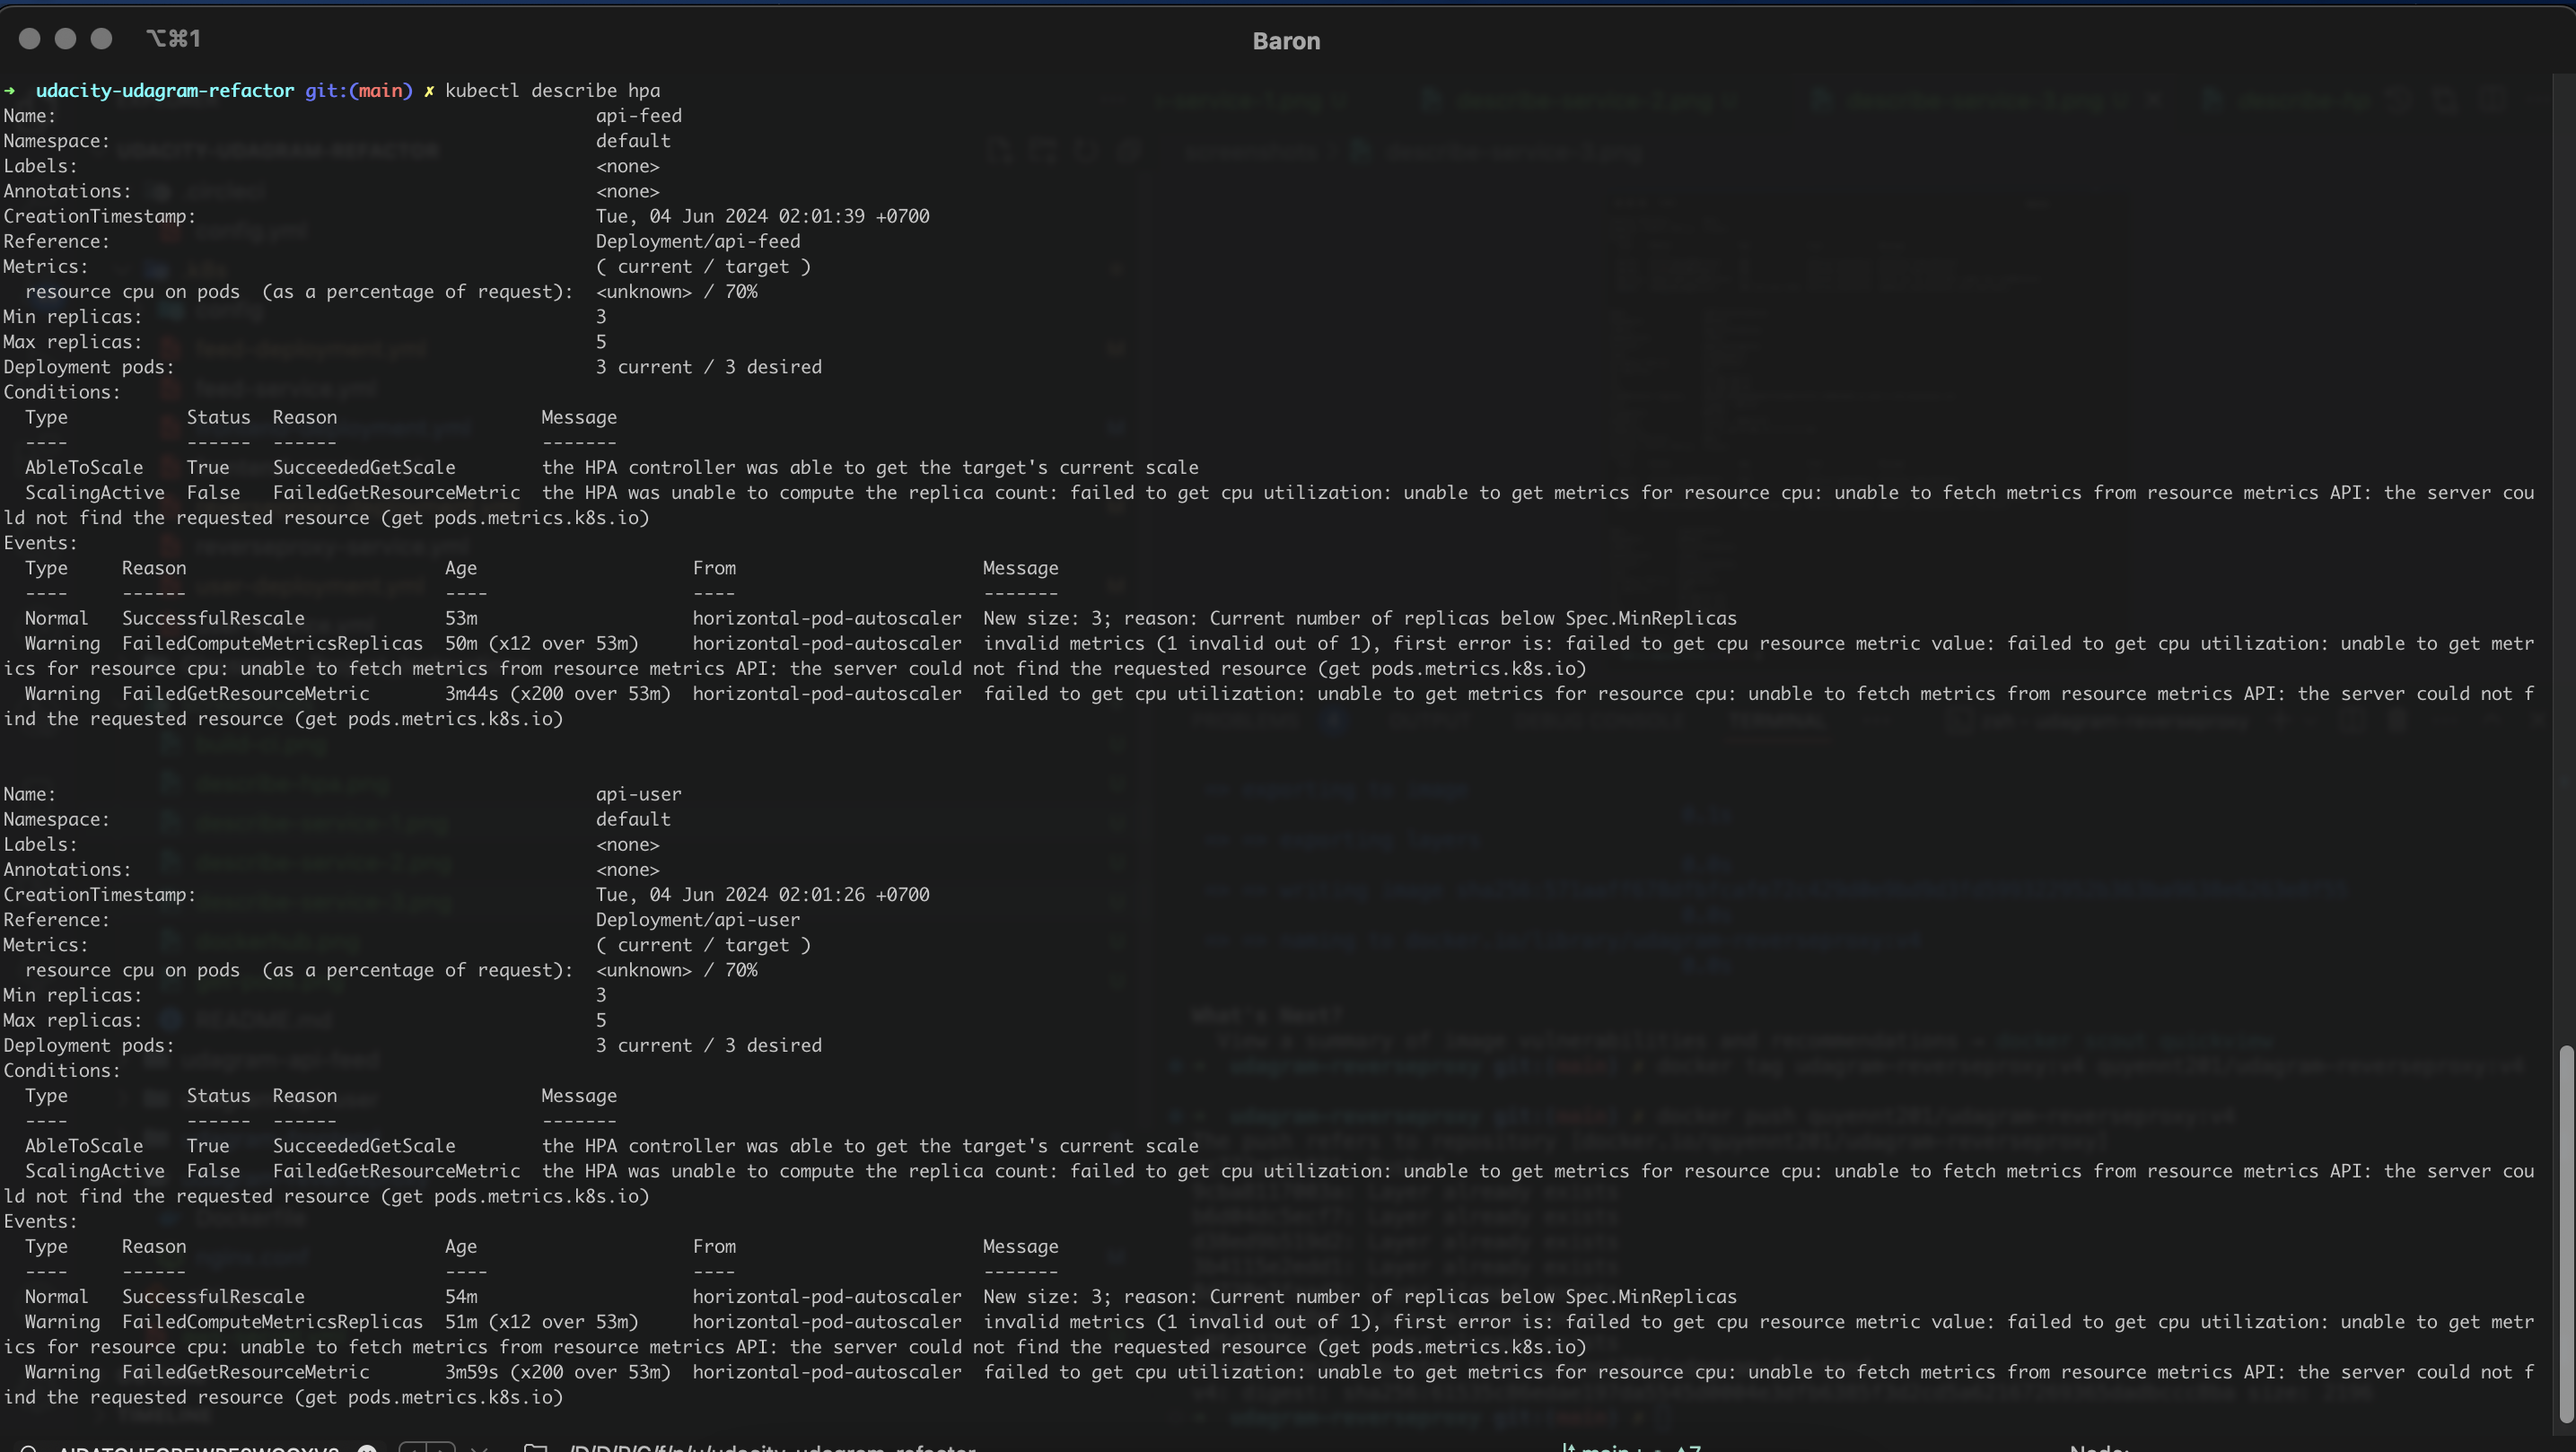 ⌥⌘1
Baron
➜ udacity-udagram-refactor git:(main) ✗ kubectl describe hpa
Name: api-feed
Namespace: default
Labels: <none>
Annotations: <none>
CreationTimestamp: Tue, 04 Jun 2024 02:01:39 +0700
Reference: Deployment/api-feed
Metrics: ( current / target )
resource cpu on pods (as a percentage of request): <unknown> / 70%
Min replicas: 3
Max replicas: 5
Deployment pods: 3 current / 3 desired
Conditions:
Type Status Reason Message
---- ------ ------ -------
AbleToScale True SucceededGetScale the HPA controller was able to get the target's current scale
ScalingActive False FailedGetResourceMetric the HPA was unable to compute the replica count: failed to get cpu utilization: unable to get metrics for resource cpu: unable to fetch metrics from resource metrics API: the server cou
ld not find the requested resource (get pods.metrics.k8s.io)
Events:
Type Reason Age From Message
---- ------ ---- ---- -------
Normal SuccessfulRescale 53m horizontal-pod-autoscaler New size: 3; reason: Current number of replicas below Spec.MinReplicas
Warning FailedComputeMetricsReplicas 50m (x12 over 53m) horizontal-pod-autoscaler invalid metrics (1 invalid out of 1), first error is: failed to get cpu resource metric value: failed to get cpu utilization: unable to get metr
ics for resource cpu: unable to fetch metrics from resource metrics API: the server could not find the requested resource (get pods.metrics.k8s.io)
Warning FailedGetResourceMetric 3m44s (x200 over 53m) horizontal-pod-autoscaler failed to get cpu utilization: unable to get metrics for resource cpu: unable to fetch metrics from resource metrics API: the server could not f
ind the requested resource (get pods.metrics.k8s.io)
Name: api-user
Namespace: default
Labels: <none>
Annotations: <none>
CreationTimestamp: Tue, 04 Jun 2024 02:01:26 +0700
Reference: Deployment/api-user
Metrics: ( current / target )
resource cpu on pods (as a percentage of request): <unknown> / 70%
Min replicas: 3
Max replicas: 5
Deployment pods: 3 current / 3 desired
Conditions:
Type Status Reason Message
---- ------ ------ -------
AbleToScale True SucceededGetScale the HPA controller was able to get the target's current scale
ScalingActive False FailedGetResourceMetric the HPA was unable to compute the replica count: failed to get cpu utilization: unable to get metrics for resource cpu: unable to fetch metrics from resource metrics API: the server cou
ld not find the requested resource (get pods.metrics.k8s.io)
Events:
Type Reason Age From Message
---- ------ ---- ---- -------
Normal SuccessfulRescale 54m horizontal-pod-autoscaler New size: 3; reason: Current number of replicas below Spec.MinReplicas
Warning FailedComputeMetricsReplicas 51m (x12 over 53m) horizontal-pod-autoscaler invalid metrics (1 invalid out of 1), first error is: failed to get cpu resource metric value: failed to get cpu utilization: unable to get metr
ics for resource cpu: unable to fetch metrics from resource metrics API: the server could not find the requested resource (get pods.metrics.k8s.io)
Warning FailedGetResourceMetric 3m59s (x200 over 53m) horizontal-pod-autoscaler failed to get cpu utilization: unable to get metrics for resource cpu: unable to fetch metrics from resource metrics API: the server could not f
ind the requested resource (get pods.metrics.k8s.io)